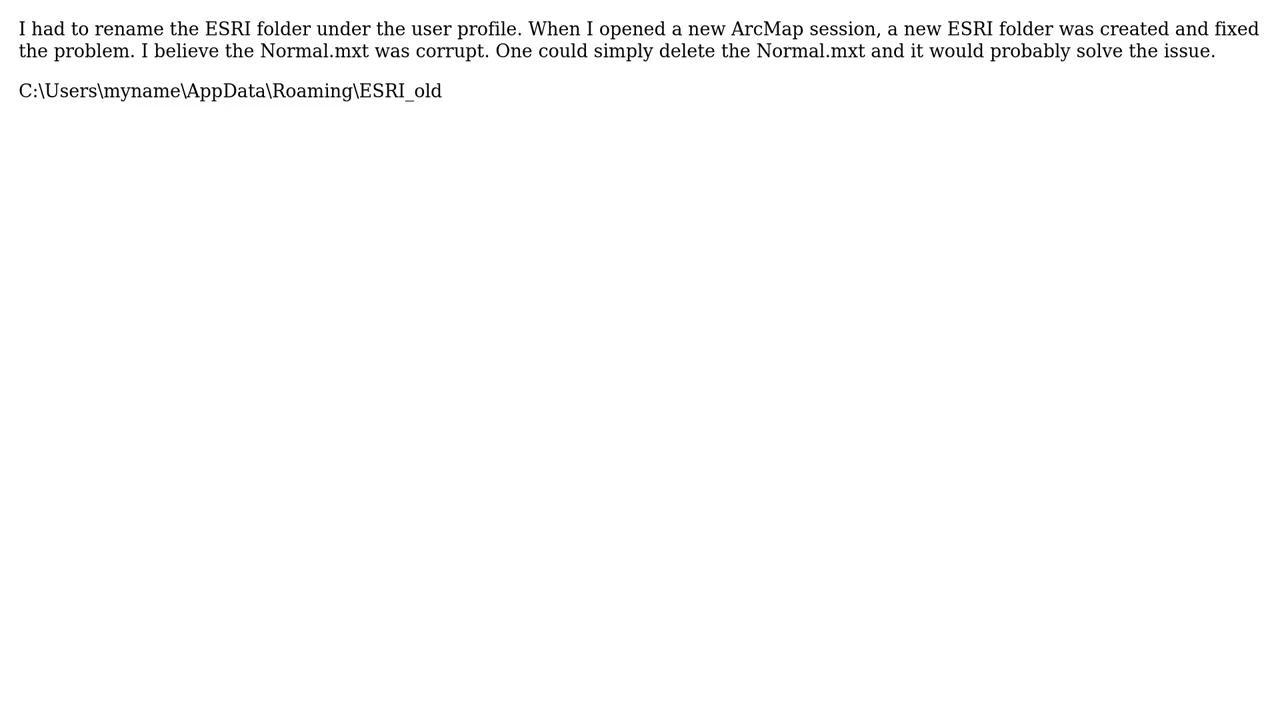 I had to rename the ESRI folder under the user profile. When I opened a new ArcMap session, a new ESRI folder was created and fixed
the problem. I believe the Normal.mxt was corrupt. One could simply delete the Normal.mxt and it would probably solve the issue.
C:\Users\myname\AppData\Roaming\ESRI_old